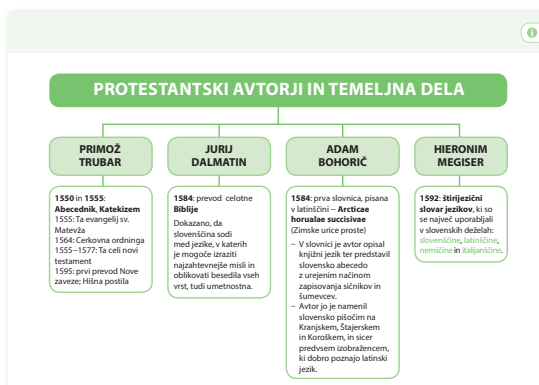 PROTESTANTSKI AVTORJI IN TEMELJNA DELA
PRIMOŽ
TRUBAR
1550 in 1555:
Abecednik, Katekizem
1555: Ta evangelij sv.
Matevža
1564: Cerkovna ordninga
1555–1577: Ta celi novi
testament
1595: prvi prevod Nove
zaveze; Hišna postila
JURIJ
DALMATIN
1584: prevod celotne
Biblije
Dokazano, da
slovenščina sodi
med jezike, v katerih
je mogoče izraziti
najzahtevnejše misli in
oblikovati besedila vseh
vrst, tudi umetnostna.
ADAM
BOHORIČ
1584: prva slovnica, pisana
v latinščini – Arcticae
horualae succisivae
(Zimske urice proste)
– V slovnici je avtor opisal
knjižni jezik ter predstavil
slovensko abecedo
z urejenim načinom
zapisovanja sičnikov in
šumevcev.
– Avtor jo je namenil
slovensko pišočim na
Kranjskem, Štajerskem
in Koroškem, in sicer
predvsem izobražencem,
ki dobro poznajo latinski
jezik.
HIERONIM
MEGISER
1592: štirijezični
slovar jezikov, ki so
se največ uporabljali
v slovenskih deželah:
slovenščine, latinščine,
nemščine in italijanščine.